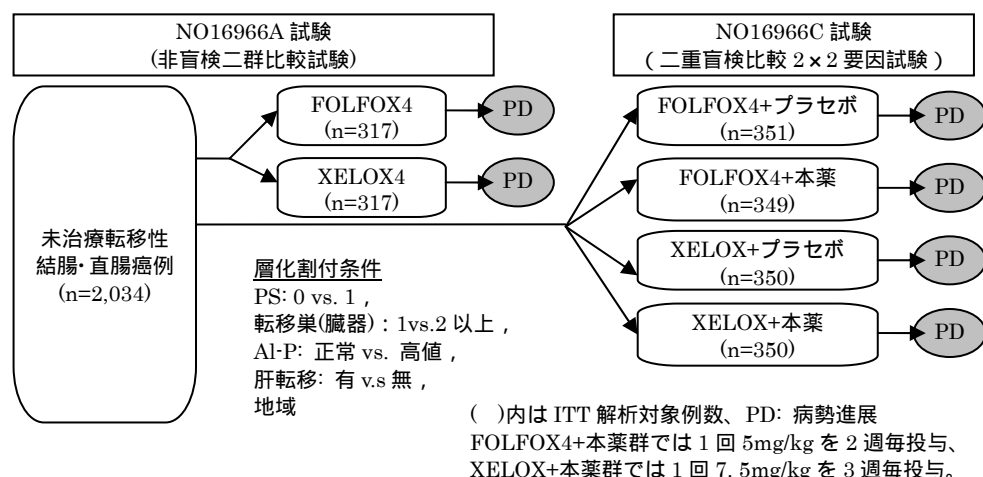 NO16966A 試験
(非盲検二群比較試験)
NO16966C 試験
(二重盲検比較 2×2 要因試験)
未治療転移性
結腸・直腸癌例
(n=2,034)
FOLFOX4
(n=317)
PD
XELOX4
(n=317)
PD
FOLFOX4+プラセボ
(n=351)
PD
FOLFOX4+本薬
(n=349)
PD
XELOX+プラセボ
(n=350)
PD
XELOX+本薬
(n=350)
PD
層化割付条件
PS: 0 vs. 1 ,
転移巣(臓器) : 1vs.2 以上 ,
Al-P: 正常 vs. 高値 ,
肝転移: 有 v.s 無 ,
地域
( )内は ITT 解析対象例数、PD: 病勢進展
FOLFOX4+本薬群では 1 回 5mg/kg を 2 週毎投与、
XELOX+本薬群では 1 回 7.5mg/kg を 3 週毎投与。